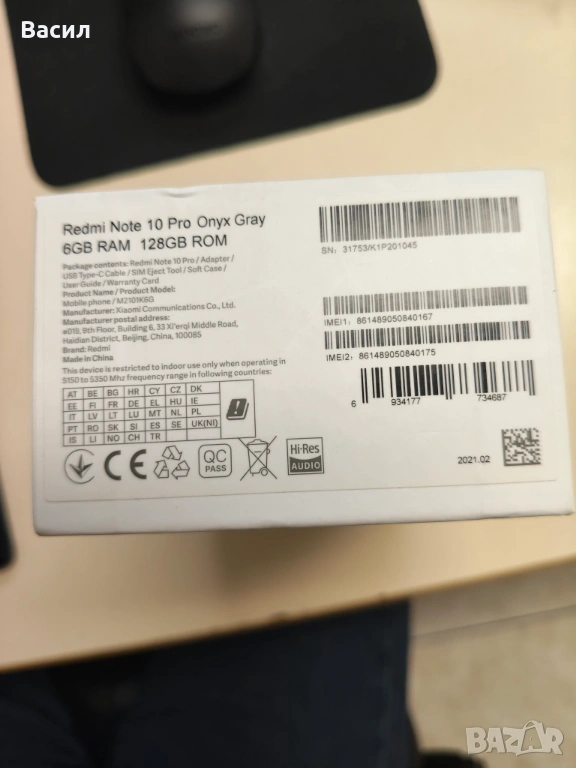 Васил
Redmi Note 10 Pro Onyx Gray
6GB RAM 128GB ROM
Package contents: Redmi Note 10 Pro / Adapter /
USB Type-C Cable / SIM Eject Tool / Soft Case /
User Guide / Warranty Card
Product Name / Product Model:
Mobile phone / M2101K6G
Manufacturer: Xiaomi Communications Co., Ltd.
Manufacturer postal address:
#019, 9th Floor, Building 6, 33 Xi'erqi Middle Road,
Haidian District, Beijing, China, 100085
Brand: Redmi
Made in China
This device is restricted to indoor use only when operating in
5150 to 5350 Mhz frequency range in following countries:
AT BE BG HR CY CZ DK
EE FI FR DE EL HU IE
IT LV LT LU MT NL PL
PT RO SK SI ES SE UK(NI)
IS LI NO CH TR
CE
QC
PASS
Hi-Res
AUDIO
SN: 31753/K1P201045
IMEI1: 861489050840167
IMEI2: 861489050840175
6 934177 734687
2021.02
BAZAR